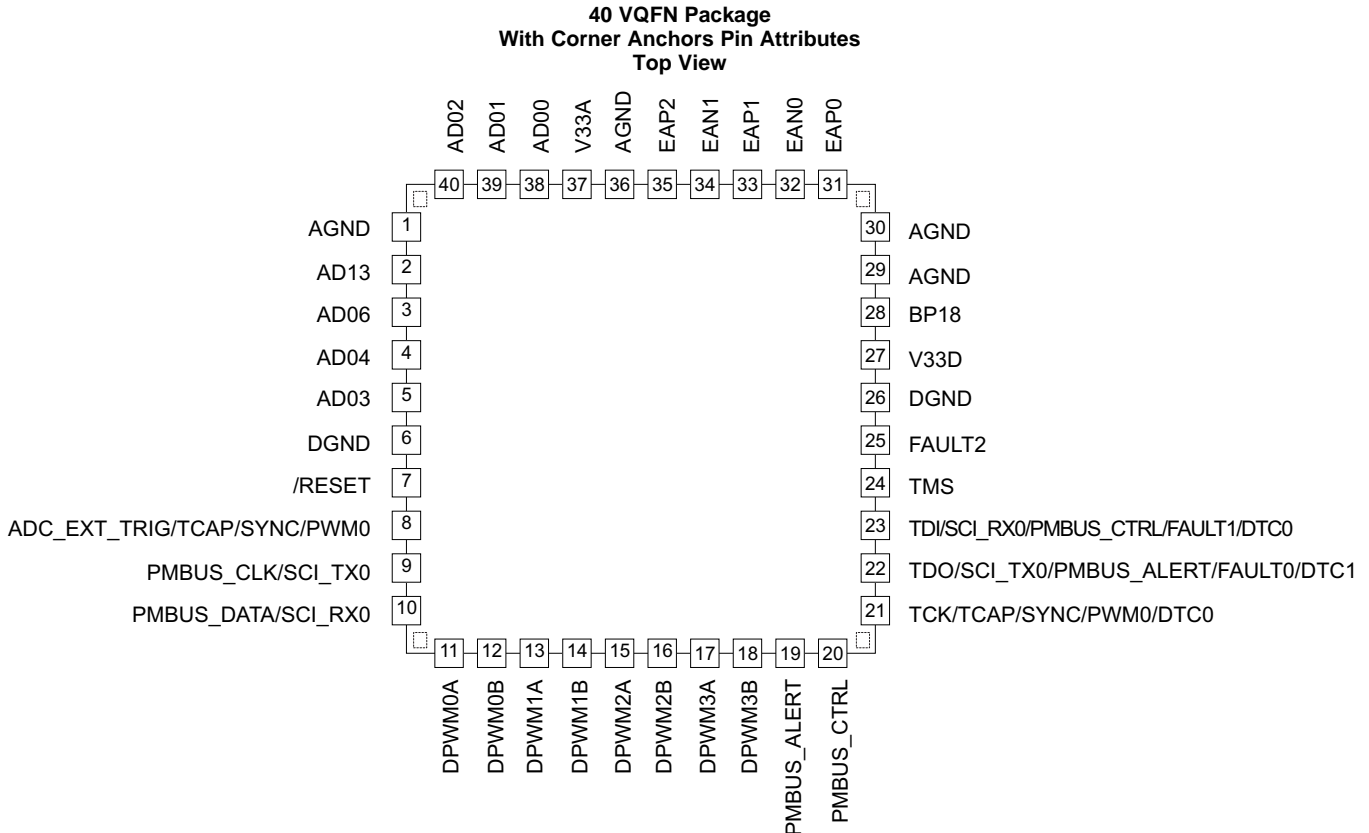 40 VQFN Package
With Corner Anchors Pin Attributes
Top View
AD02
AD01
AD00
V33A
AGND
EAP2
EAN1
EAP1
EAN0
EAP0
40 39 38 37 36 35 34 33 32 31
AGND 1 30 AGND
AD13 2 29 AGND
AD06 3 28 BP18
AD04 4 27 V33D
AD03 5 26 DGND
DGND 6 25 FAULT2
/RESET 7 24 TMS
ADC_EXT_TRIG/TCAP/SYNC/PWM0 8 23 TDI/SCI_RX0/PMBUS_CTRL/FAULT1/DTC0
PMBUS_CLK/SCI_TX0 9 22 TDO/SCI_TX0/PMBUS_ALERT/FAULT0/DTC1
PMBUS_DATA/SCI_RX0 10 21 TCK/TCAP/SYNC/PWM0/DTC0
11 12 13 14 15 16 17 18 19 20
DPWM0A
DPWM0B
DPWM1A
DPWM1B
DPWM2A
DPWM2B
DPWM3A
DPWM3B
PMBUS_ALERT
PMBUS_CTRL